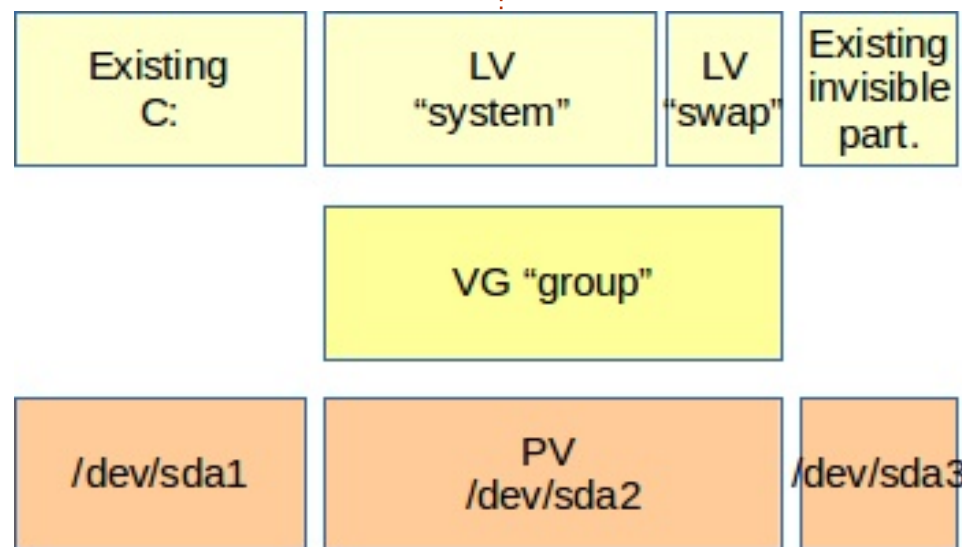 Existing
C:
LV
“system”
LV
“swap”
Existing
invisible
part.
VG “group”
/dev/sda1
PV
/dev/sda2
/dev/sda3